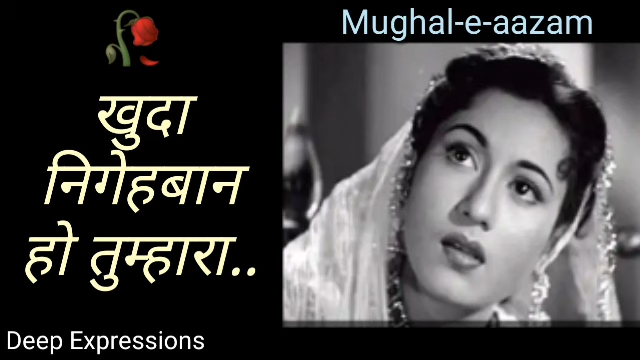 Mughal-e-aazam
खुदा
निगेहबान
हो तुम्हारा..
Deep Expressions